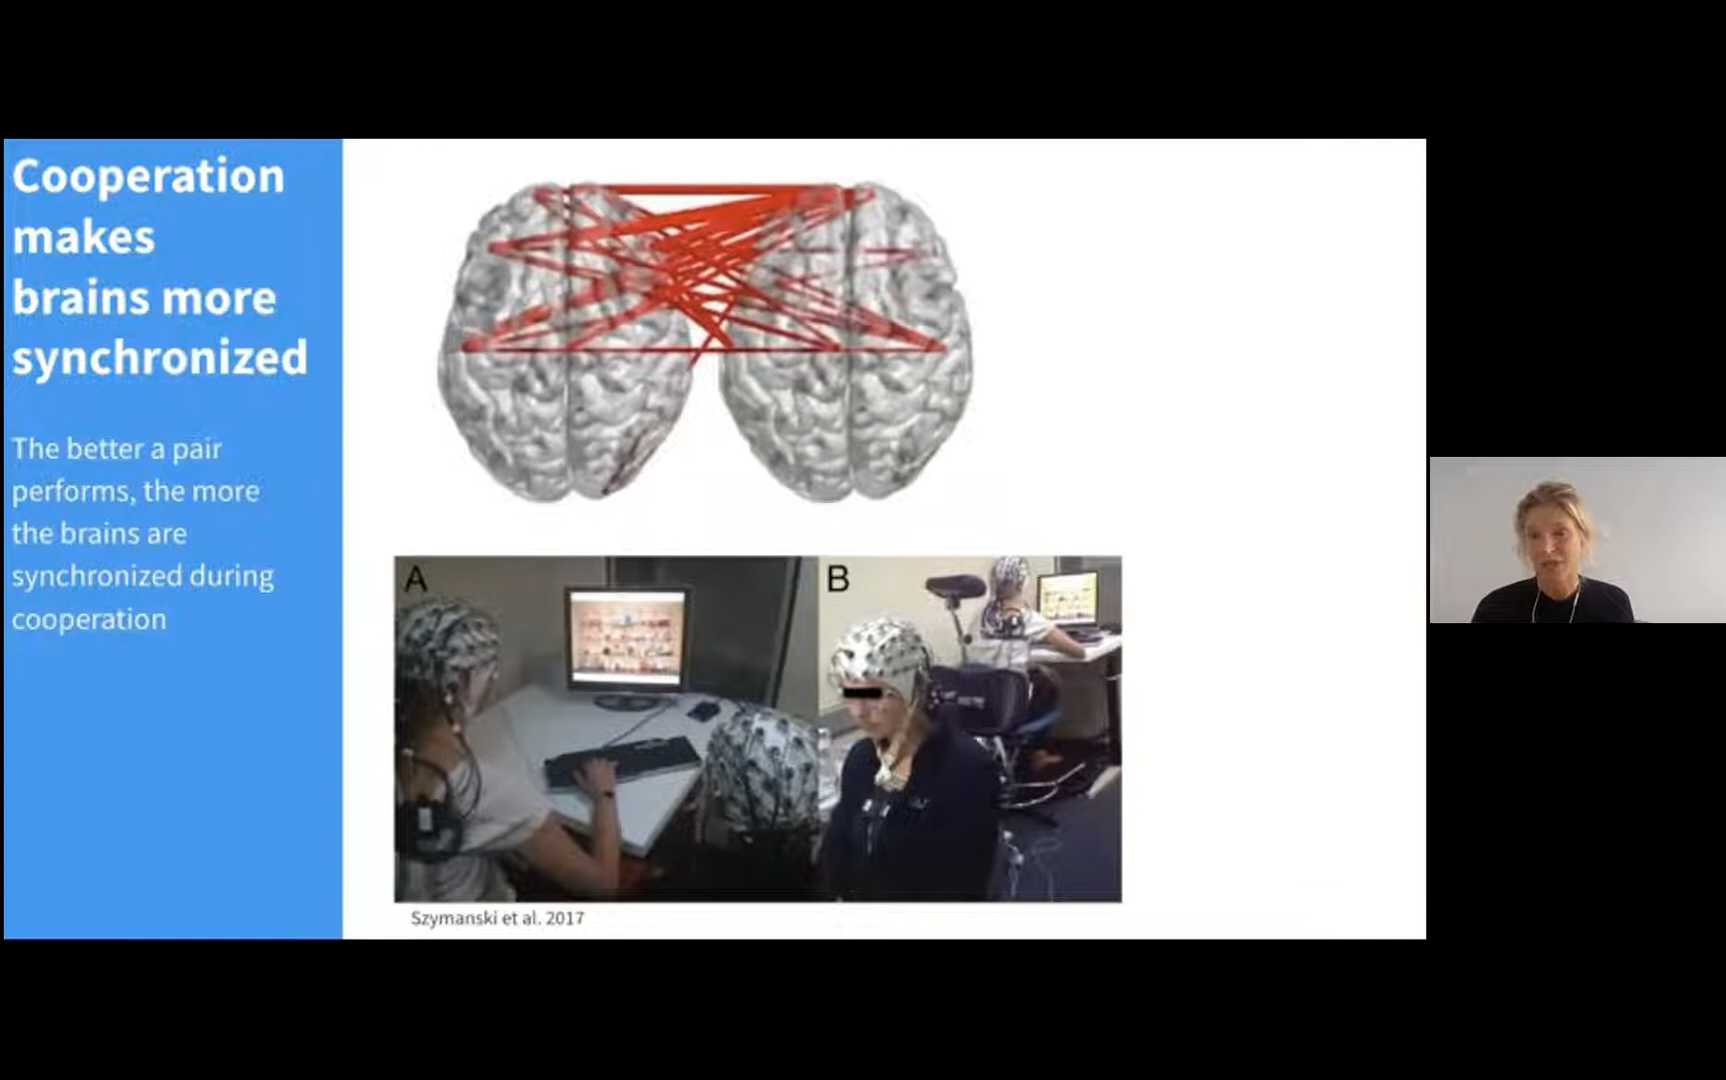 Cooperation
makes
brains more
synchronized
The better a pair
performs, the more
the brains are
synchronized during
cooperation
A
B
Szymanski et al. 2017